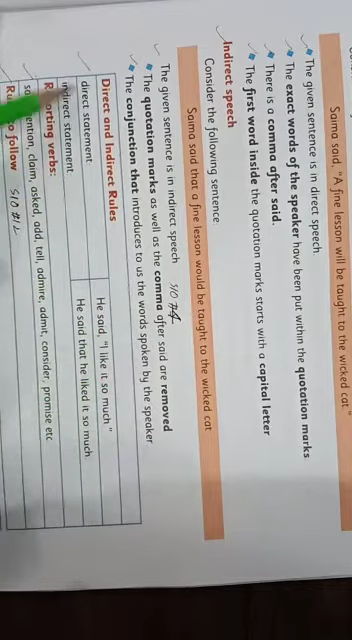 Saima said, "A fine lesson will be taught to the wicked cat."
The given sentence is in direct speech
The exact words of the speaker have been put within the quotation marks
There is a comma after said.
The first word inside the quotation marks starts with a capital letter
Indirect speech
Consider the following sentence
Saima said that a fine lesson would be taught to the wicked cat
The given sentence is in indirect speech
The quotation marks as well as the comma after said are removed
The conjunction that introduces to us the words spoken by the speaker
Direct and Indirect Rules
direct statement: He said, "I like it so much"
indirect statement: He said that he liked it so much.
verbs:
claim, asked, add, tell, admire, admit, consider, promise etc
to follow